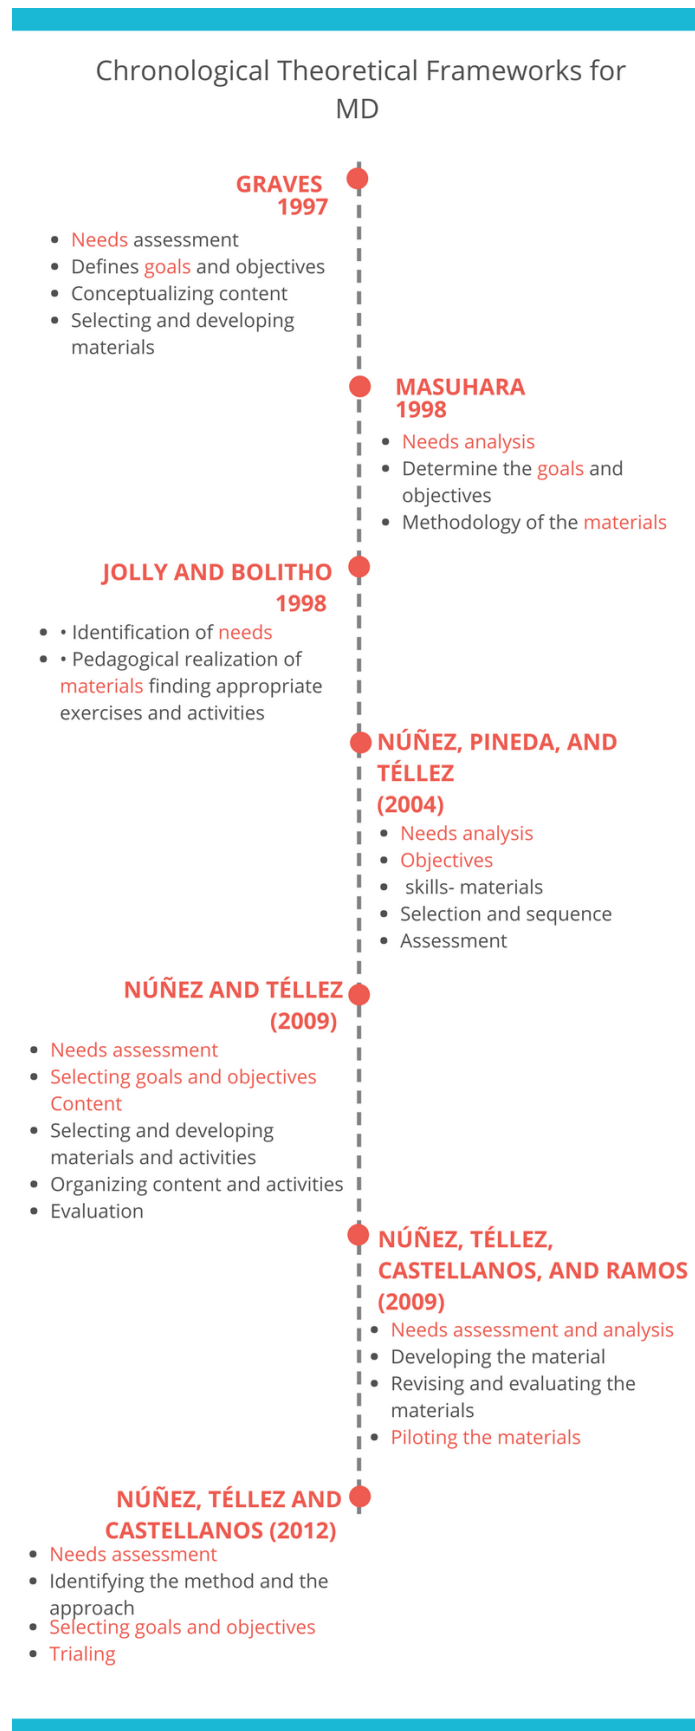 Chronological Theoretical Frameworks for
MD
GRAVES
1997
• Needs assessment
• Defines goals and objectives
• Conceptualizing content
• Selecting and developing
materials
MASUHARA
1998
• Needs analysis
• Determine the goals and
objectives
• Methodology of the materials
JOLLY AND BOLITHO
1998
• • Identification of needs
• • Pedagogical realization of
materials finding appropriate
exercises and activities
NÚÑEZ, PINEDA, AND
TÉLLEZ
(2004)
• Needs analysis
• Objectives
• skills- materials
• Selection and sequence
• Assessment
NÚÑEZ AND TÉLLEZ
(2009)
• Needs assessment
• Selecting goals and objectives
Content
• Selecting and developing
materials and activities
• Organizing content and activities
• Evaluation
NÚÑEZ, TÉLLEZ,
CASTELLANOS, AND RAMOS
(2009)
• Needs assessment and analysis
• Developing the material
• Revising and evaluating the
materials
• Piloting the materials
NÚÑEZ, TÉLLEZ AND
CASTELLANOS (2012)
• Needs assessment
• Identifying the method and the
approach
• Selecting goals and objectives
• Trialing